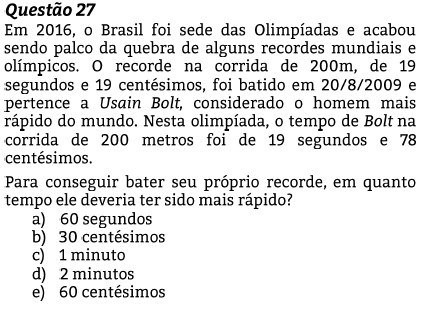 Questão 27
Em 2016, o Brasil foi sede das Olimpíadas e acabou
sendo palco da quebra de alguns recordes mundiais e
olímpicos. O recorde na corrida de 200m, de 19
segundos e 19 centésimos, foi batido em 20/8/2009 e
pertence a Usain Bolt, considerado o homem mais
rápido do mundo. Nesta olimpíada, o tempo de Bolt na
corrida de 200 metros foi de 19 segundos e 78
centésimos.
Para conseguir bater seu próprio recorde, em quanto
tempo ele deveria ter sido mais rápido?
a) 60 segundos
b) 30 centésimos
c) 1 minuto
d) 2 minutos
e) 60 centésimos